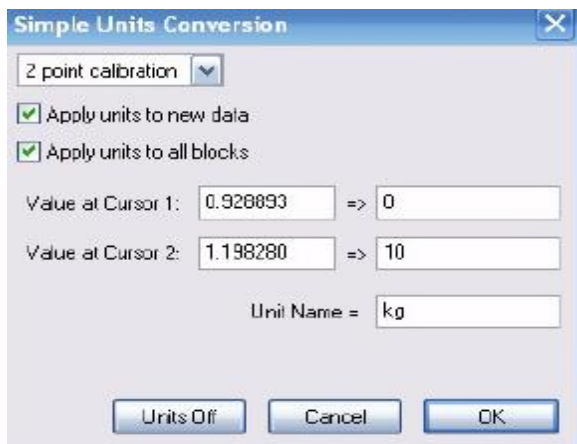 Simple Units Conversion
2 point calibration
Apply units to new data
Apply units to all blocks
Value at Cursor 1: 0.928893 => 0
Value at Cursor 2: 1.198280 => 10
Unit Name = kg
Units Off Cancel OK